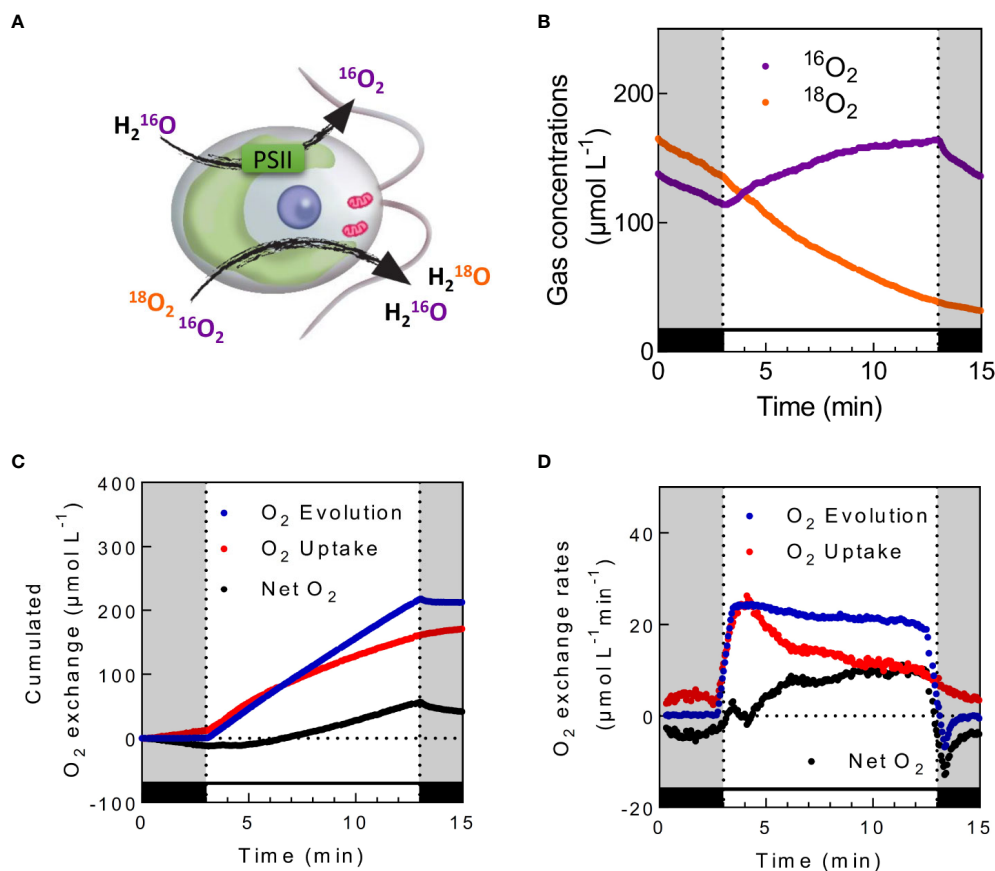 A
16O2
H2 16O
PSII
18O2
16O2
H2 18O
H2 16O
B
Gas concentrations
(µmol L-1)
200
100
0
16O2
18O2
0 5 10 15
Time (min)
C
Cumulated
O2 exchange (µmol L-1)
400
300
200
100
0
-100
O2 Evolution
O2 Uptake
Net O2
0 5 10 15
Time (min)
D
O2 exchange rates
(µmol L-1 min-1)
40
20
0
-20
O2 Evolution
O2 Uptake
Net O2
0 5 10 15
Time (min)